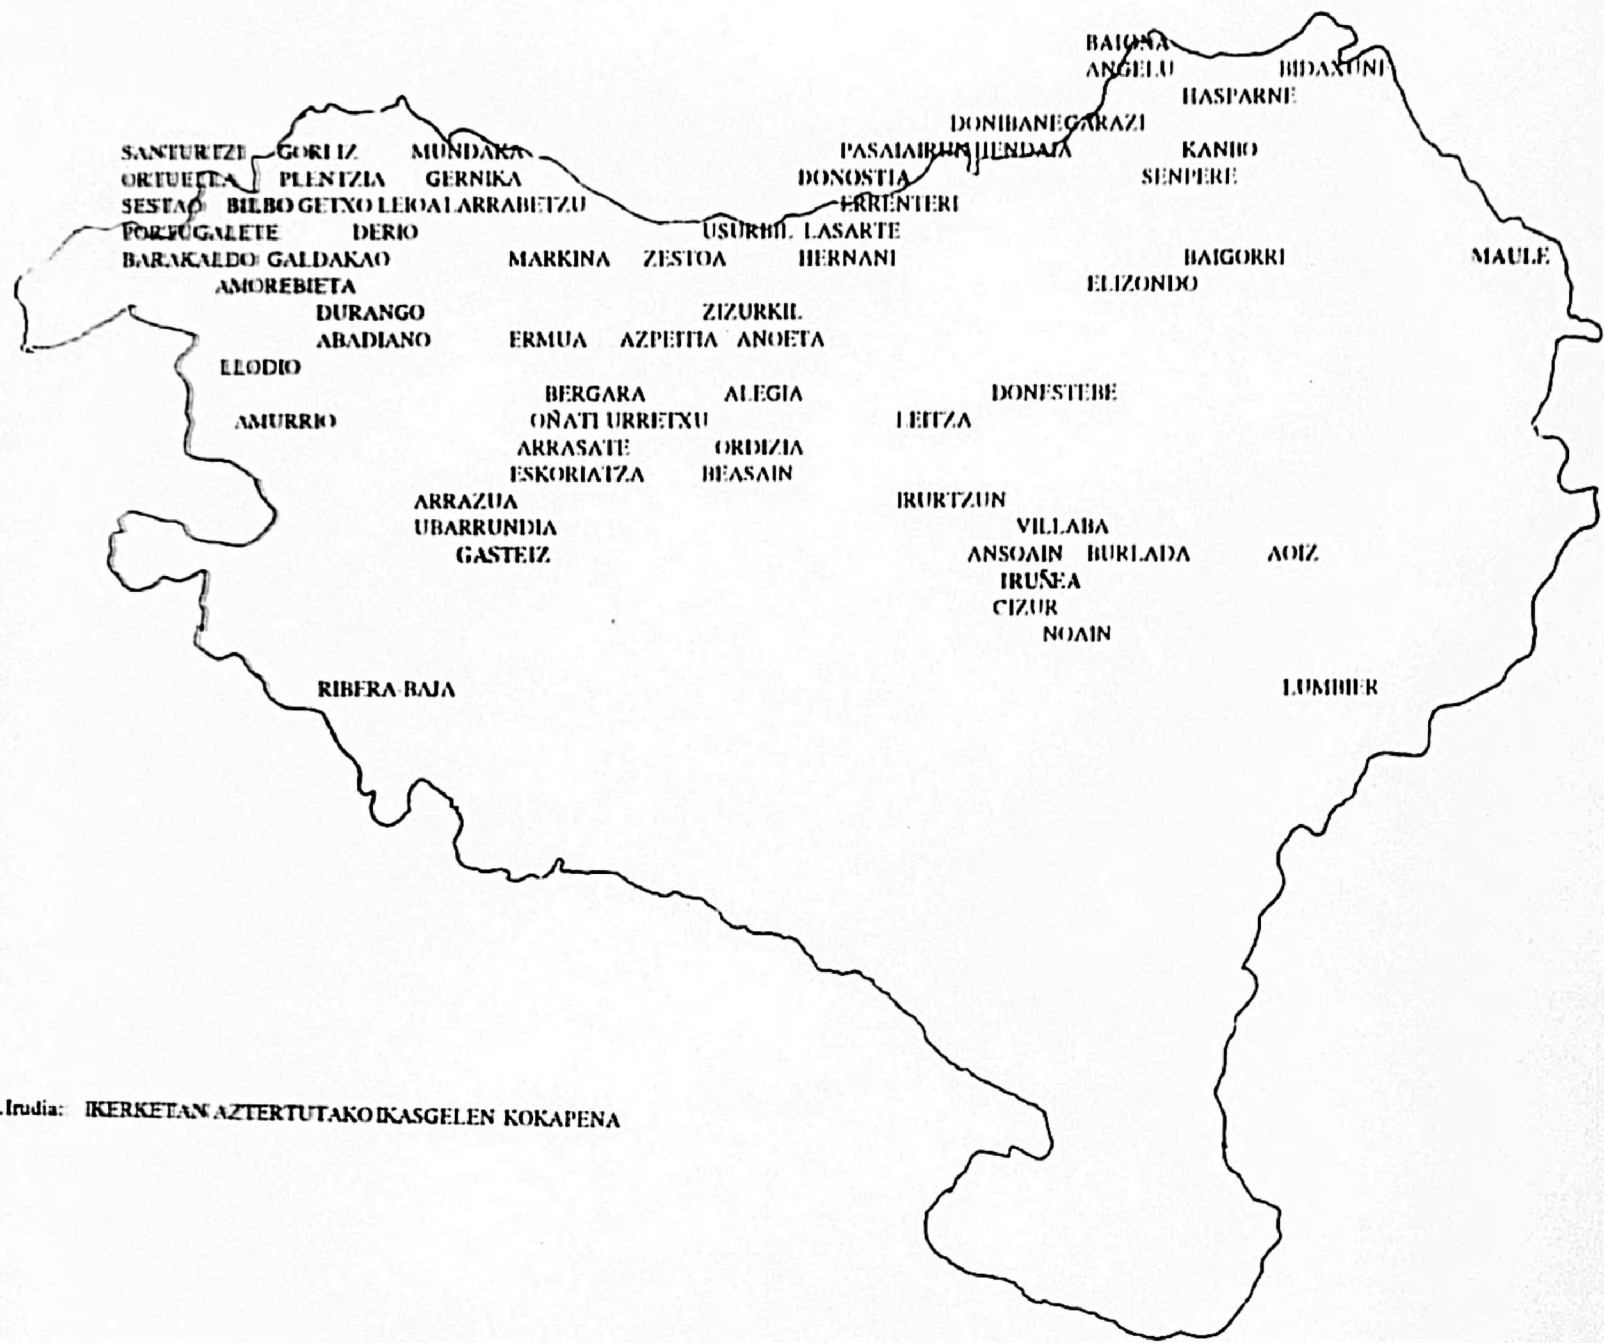 BAIONA
ANGELU BIDAXUNE
HASPARNE
DONIBANEGARAZI
SANTURTZI GORLIZ MUNDAKA PASAIA IRUN HENDAIA KANBO
ORTUELLA PLENTZIA GERNIKA DONOSTIA SENPERE
SESTAO BILBO GETXO LEIOA LARRABETZU ERRENTERI
PORTUGALETE DERIO USURBIL LASARTE
BARAKALDO GALDAKAO MARKINA ZESTOA HERNANI BAIGORRI MAULE
AMOREBIETA ELIZONDO
DURANGO ZIZURKIL
ABADIANO ERMUA AZPEITIA ANOETA
LLODIO
BERGARA ALEGIA DONESTEBE
AMURRIO OÑATI URRETXU LEITZA
ARRASATE ORDIZIA
ESKORIATZA BEASAIN
ARRAZUA IRURTZUN
UBARRUNDIA VILLABA
GASTEIZ ANSOAIN BURLADA AOIZ
IRUÑEA
CIZUR
NOAIN
RIBERA-BAJA LUMBIER
.Irudia: IKERKETAN AZTERTUTAKO IKASGELEN KOKAPENA